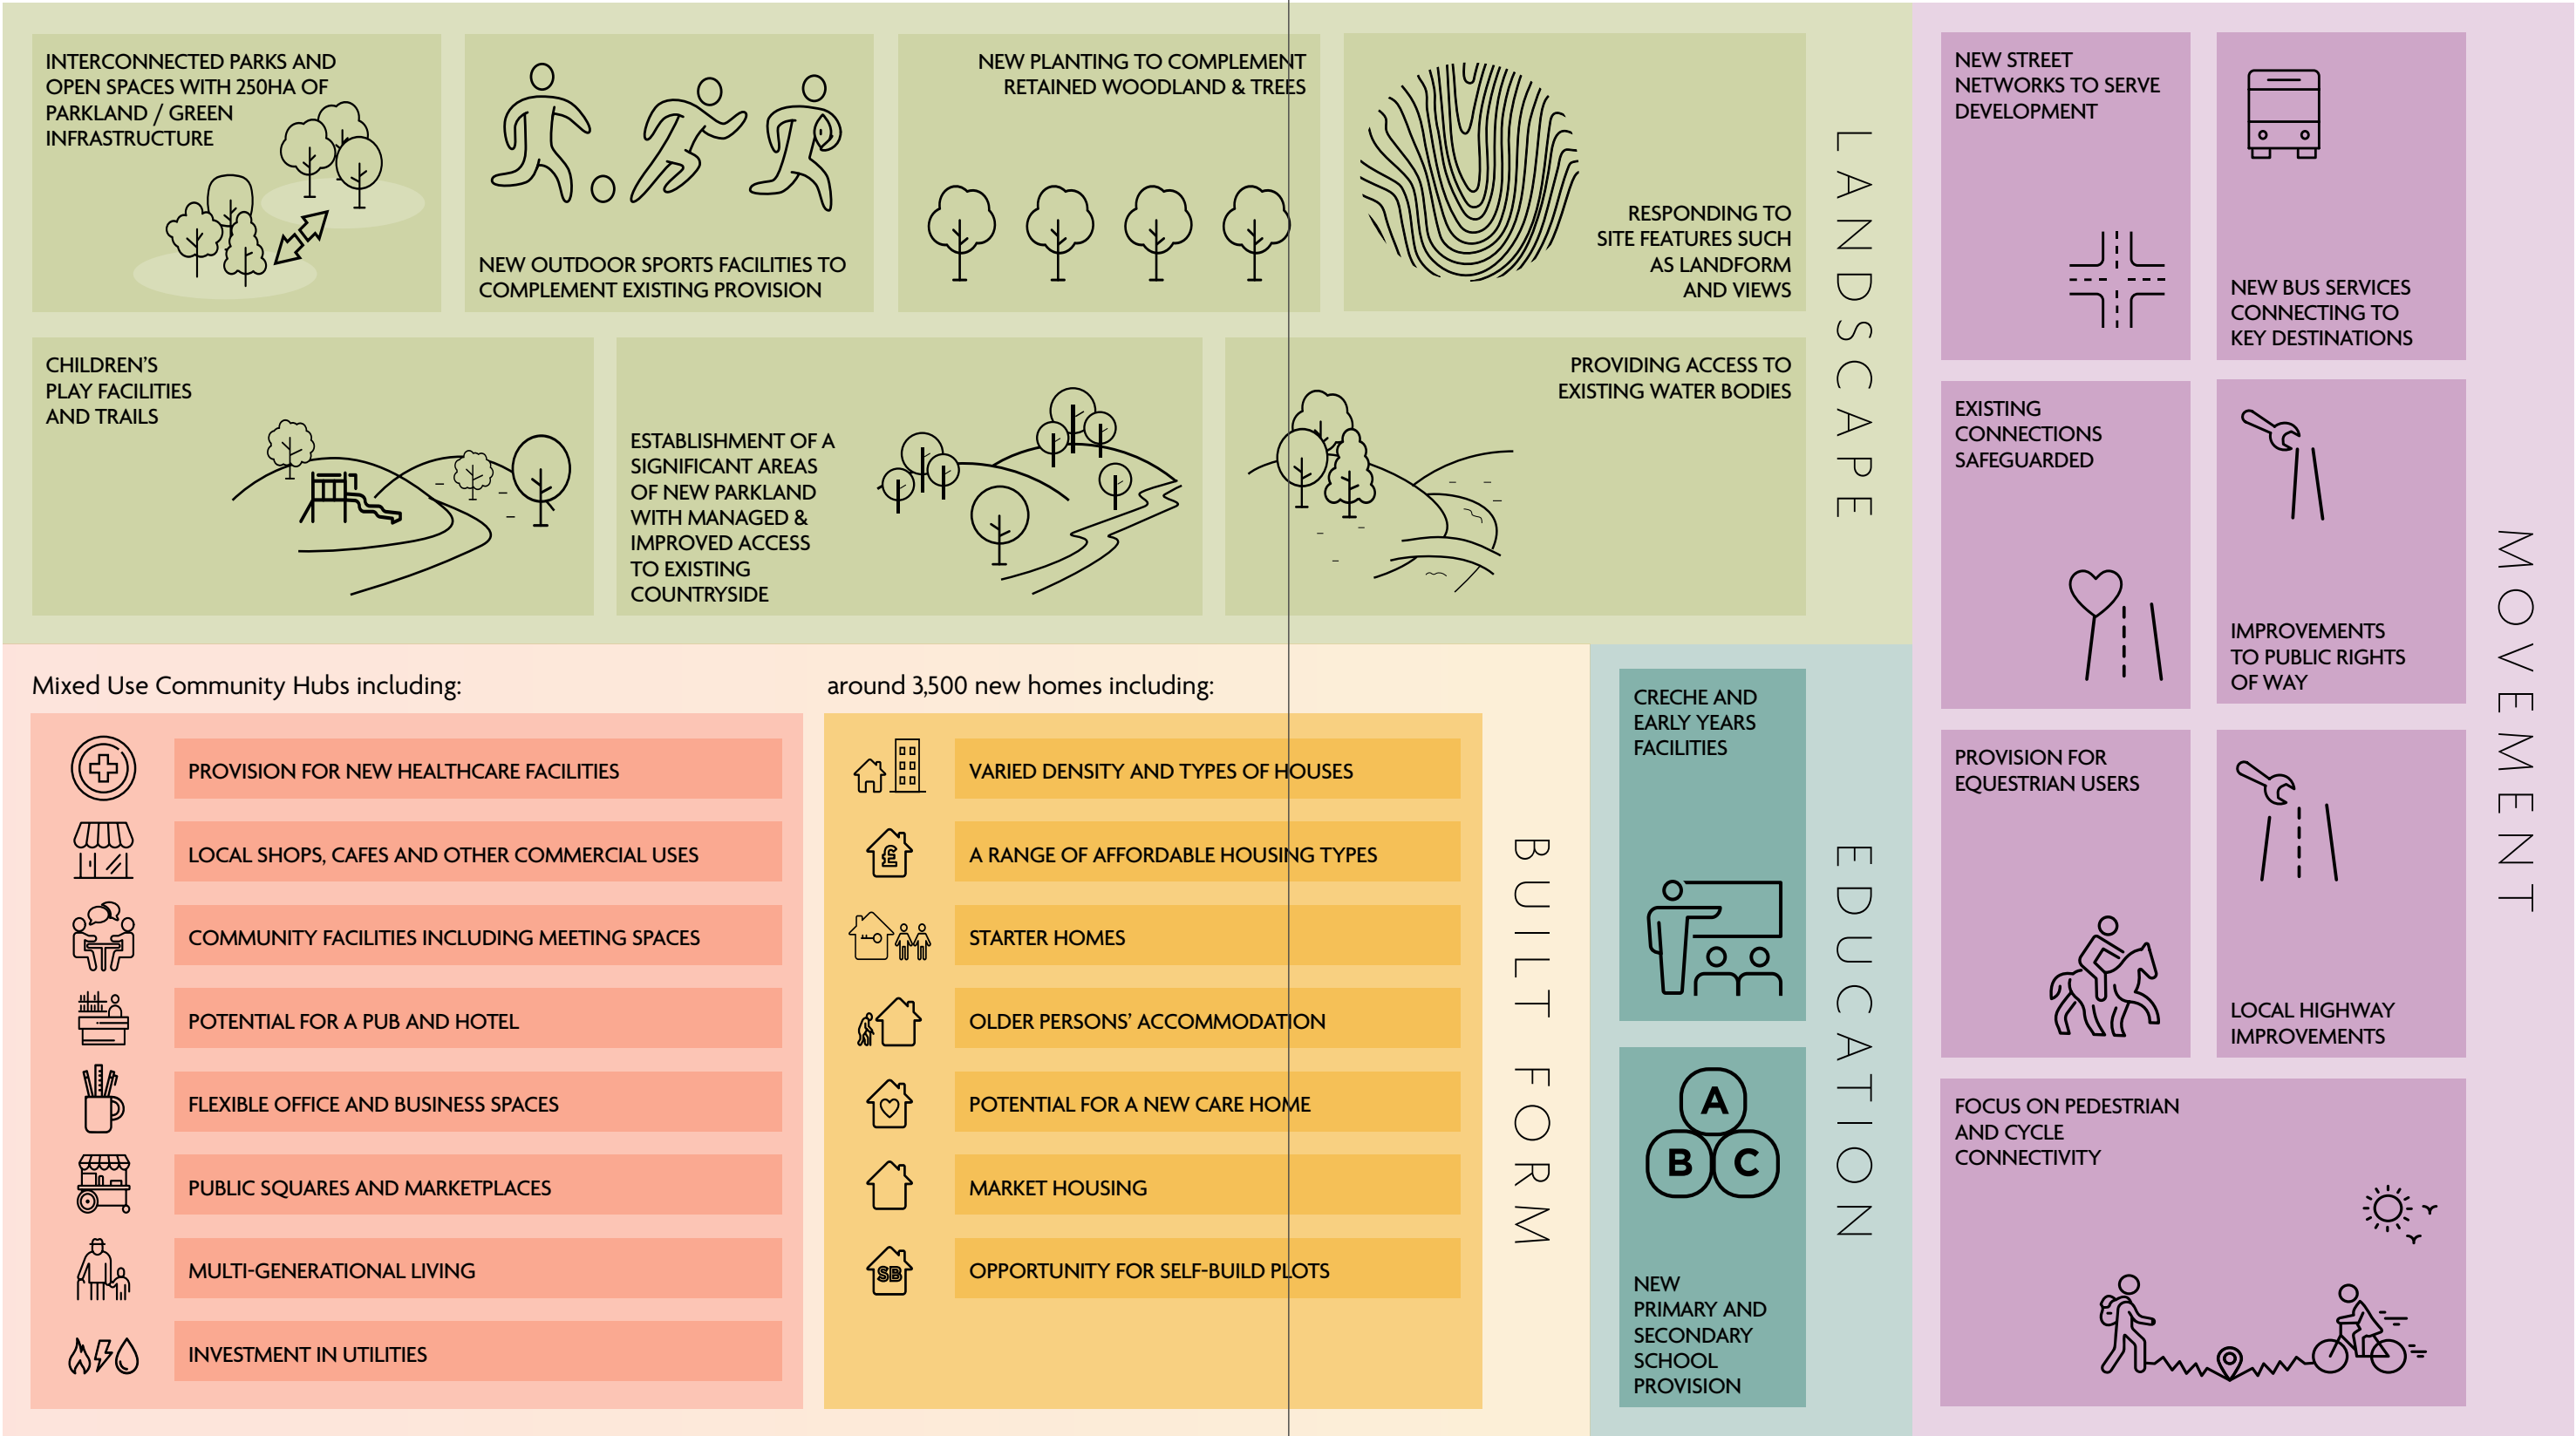 INTERCONNECTED PARKS AND
OPEN SPACES WITH 250HA OF
PARKLAND / GREEN
INFRASTRUCTURE
NEW OUTDOOR SPORTS FACILITIES TO
COMPLEMENT EXISTING PROVISION
NEW PLANTING TO COMPLEMENT
RETAINED WOODLAND & TREES
RESPONDING TO
SITE FEATURES SUCH
AS LANDFORM
AND VIEWS
CHILDREN'S
PLAY FACILITIES
AND TRAILS
ESTABLISHMENT OF A
SIGNIFICANT AREAS
OF NEW PARKLAND
WITH MANAGED &
IMPROVED ACCESS
TO EXISTING
COUNTRYSIDE
PROVIDING ACCESS TO
EXISTING WATER BODIES
LANDSCAPE
Mixed Use Community Hubs including:
PROVISION FOR NEW HEALTHCARE FACILITIES
LOCAL SHOPS, CAFES AND OTHER COMMERCIAL USES
COMMUNITY FACILITIES INCLUDING MEETING SPACES
POTENTIAL FOR A PUB AND HOTEL
FLEXIBLE OFFICE AND BUSINESS SPACES
PUBLIC SQUARES AND MARKETPLACES
MULTI-GENERATIONAL LIVING
INVESTMENT IN UTILITIES
around 3,500 new homes including:
VARIED DENSITY AND TYPES OF HOUSES
£
A RANGE OF AFFORDABLE HOUSING TYPES
STARTER HOMES
OLDER PERSONS' ACCOMMODATION
POTENTIAL FOR A NEW CARE HOME
MARKET HOUSING
SB
OPPORTUNITY FOR SELF-BUILD PLOTS
BUILT FORM
CRECHE AND
EARLY YEARS
FACILITIES
A
B C
NEW
PRIMARY AND
SECONDARY
SCHOOL
PROVISION
EDUCATION
NEW STREET
NETWORKS TO SERVE
DEVELOPMENT
NEW BUS SERVICES
CONNECTING TO
KEY DESTINATIONS
EXISTING
CONNECTIONS
SAFEGUARDED
IMPROVEMENTS
TO PUBLIC RIGHTS
OF WAY
PROVISION FOR
EQUESTRIAN USERS
LOCAL HIGHWAY
IMPROVEMENTS
FOCUS ON PEDESTRIAN
AND CYCLE
CONNECTIVITY
MOVEMENT